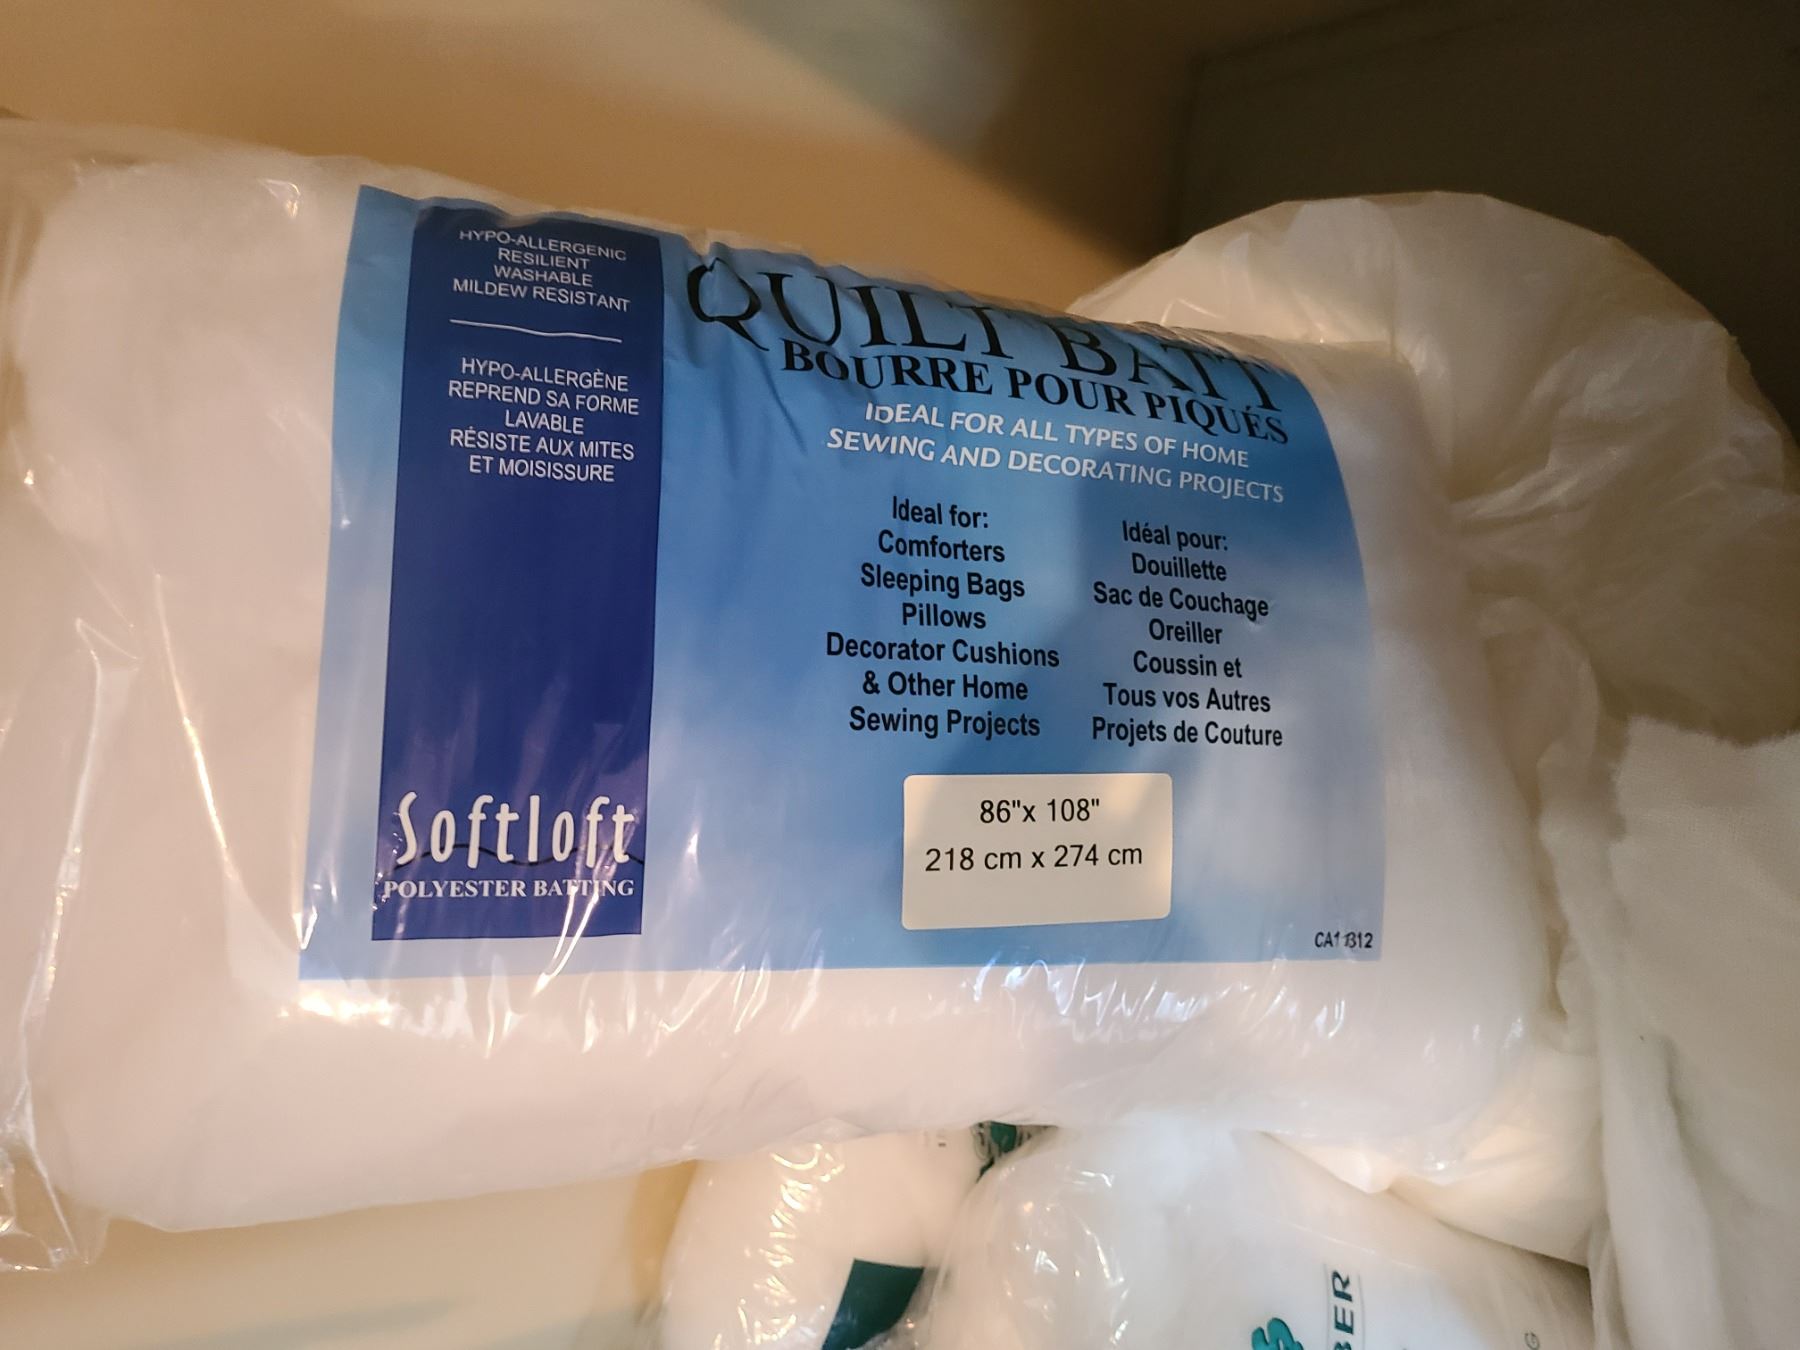 HYPO-ALLERGENIC
RESILIENT
WASHABLE
MILDEW RESISTANT
HYPO-ALLERGÈNE
REPREND SA FORME
LAVABLE
RÉSISTE AUX MITES
ET MOISISSURE
Softloft
POLYESTER BATTING
QUILT BATT
BOURRE POUR PIQUÉS
IDEAL FOR ALL TYPES OF HOME
SEWING AND DECORATING PROJECTS
Ideal for:
Comforters
Sleeping Bags
Pillows
Decorator Cushions
& Other Home
Sewing Projects
Idéal pour:
Douillette
Sac de Couchage
Oreiller
Coussin et
Tous vos Autres
Projets de Couture
86"x 108"
218 cm x 274 cm
BER